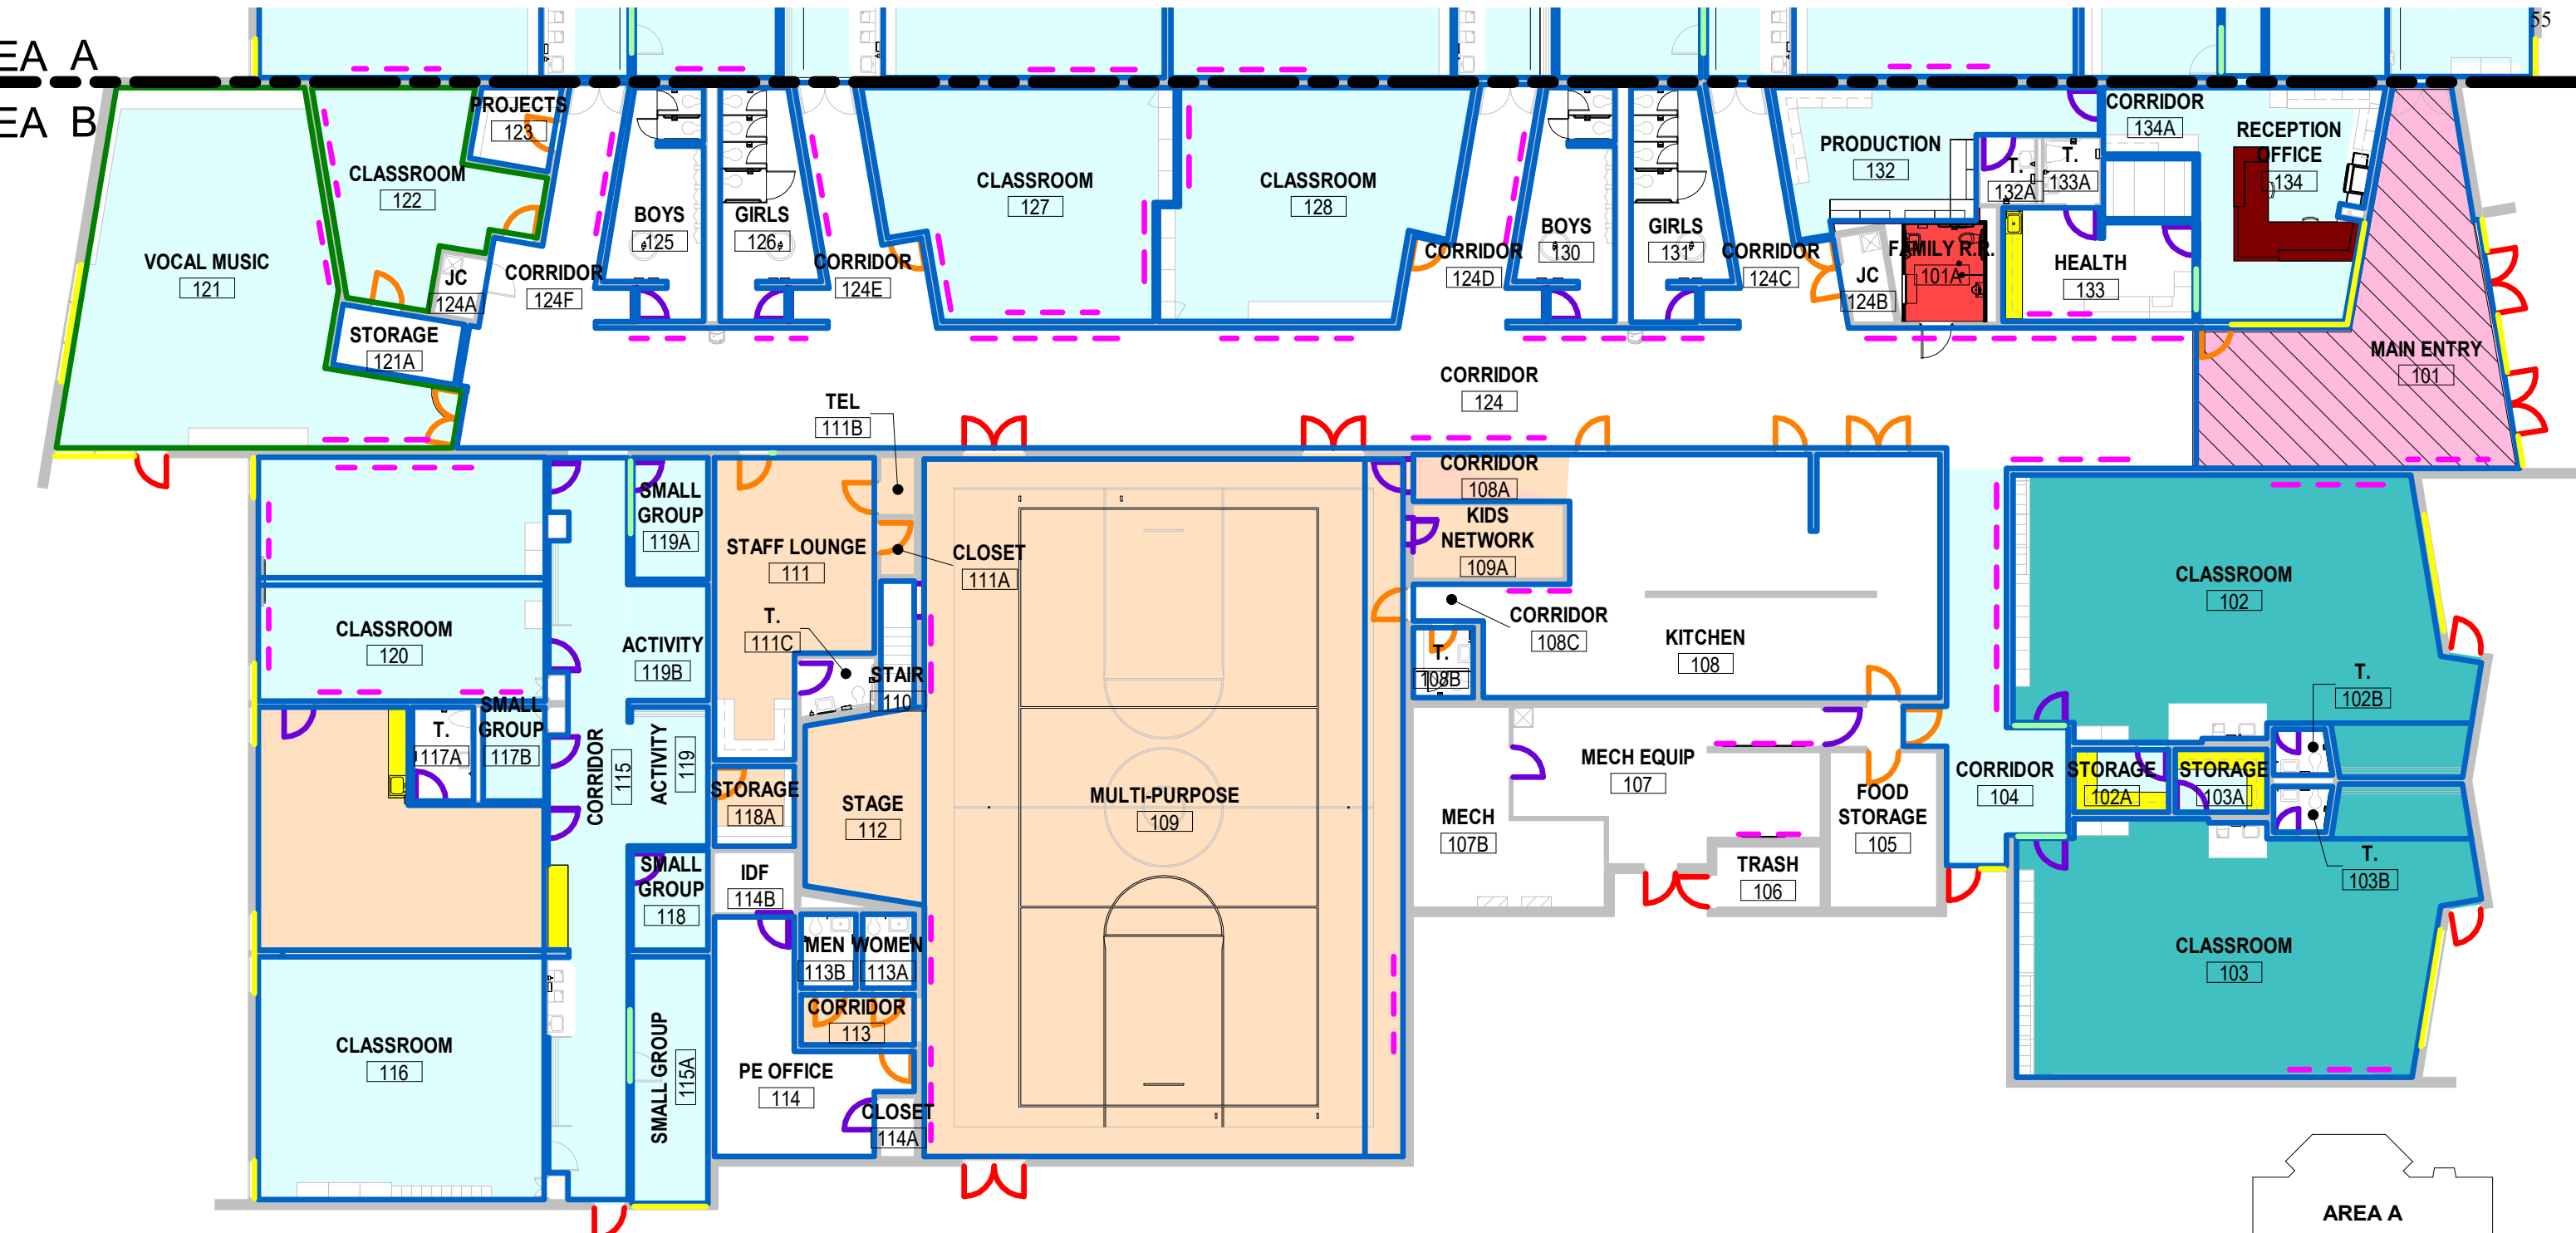 55
EA A
EA B
PROJECTS
123
CLASSROOM
122
VOCAL MUSIC
121
JC
124A
STORAGE
121A
CORRIDOR
124F
BOYS
125
GIRLS
126
CORRIDOR
124E
CLASSROOM
127
CLASSROOM
128
CORRIDOR
124D
BOYS
130
GIRLS
131
CORRIDOR
124C
PRODUCTION
132
T.
132A
T.
133A
CORRIDOR
134A
RECEPTION
OFFICE
134
JC
124B
FAMILY R.R.
101A
HEALTH
133
MAIN ENTRY
101
CORRIDOR
124
TEL
111B
SMALL
GROUP
119A
STAFF LOUNGE
111
CLOSET
111A
CORRIDOR
108A
KIDS
NETWORK
109A
CORRIDOR
108C
T.
108B
KITCHEN
108
CLASSROOM
102
CLASSROOM
120
ACTIVITY
119B
T.
111C
STAIR
110
T.
102B
T.
117A
SMALL
GROUP
117B
CORRIDOR
115
ACTIVITY
119
STORAGE
118A
STAGE
112
MULTI-PURPOSE
109
MECH EQUIP
107
MECH
107B
FOOD
STORAGE
105
TRASH
106
CORRIDOR
104
STORAGE
102A
STORAGE
103A
T.
103B
SMALL
GROUP
118
IDF
114B
MEN
113B
WOMEN
113A
CORRIDOR
113
CLASSROOM
103
CLASSROOM
116
SMALL GROUP
115A
PE OFFICE
114
CLOSET
114A
AREA A